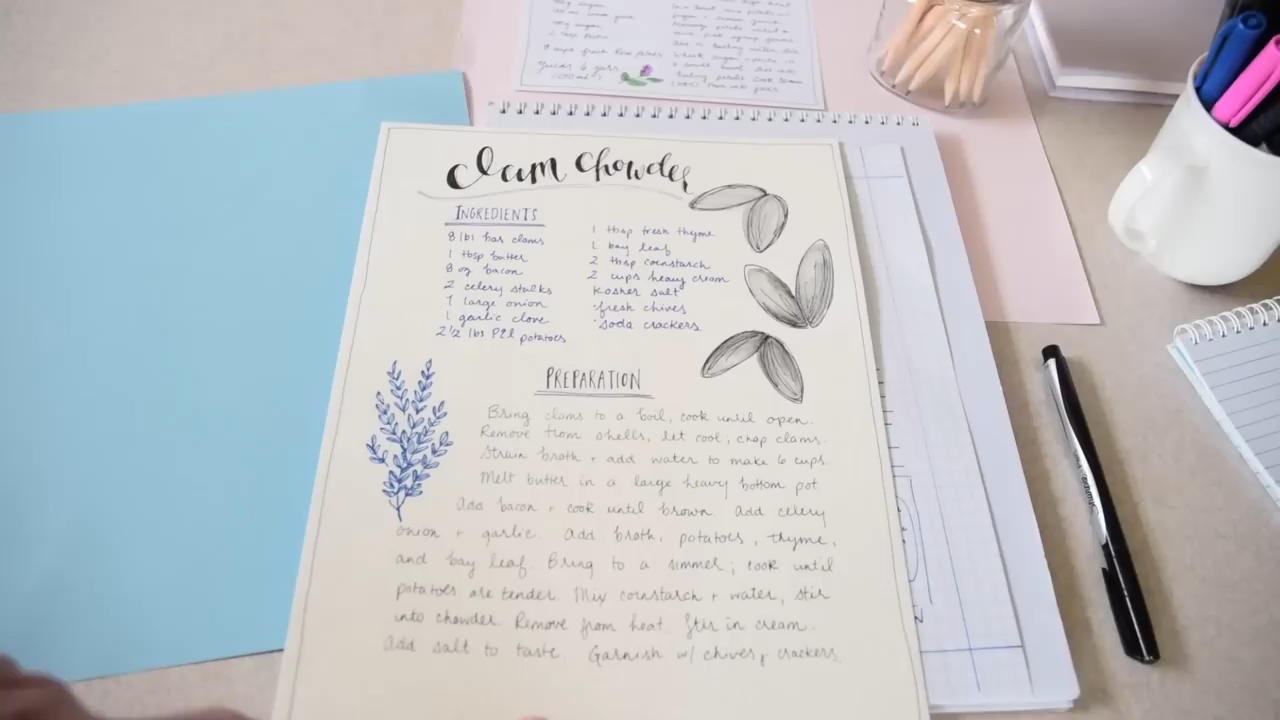 Yields 6 jars
Clam Chowder
INGREDIENTS
8 lbs bar clams
1 tbsp butter
8 oz bacon
2 celery stalks
1 large onion
1 garlic clove
2 1/2 lbs PEI potatoes
1 tbsp fresh thyme
1 bay leaf
2 tbsp cornstarch
2 cups heavy cream
Kosher salt
·fresh chives
·soda crackers
PREPARATION
Bring clams to a boil, cook until open.
Remove from shells, let cool, chop clams.
Strain broth + add water to make 6 cups.
Melt butter in a large heavy bottom pot.
Add bacon + cook until brown. Add celery
onion + garlic. Add broth, potatoes, thyme,
and bay leaf. Bring to a simmer; cook until
potatoes are tender. Mix cornstarch + water, stir
into chowder. Remove from heat. Stir in cream.
Add salt to taste. Garnish w/ chives, crackers.